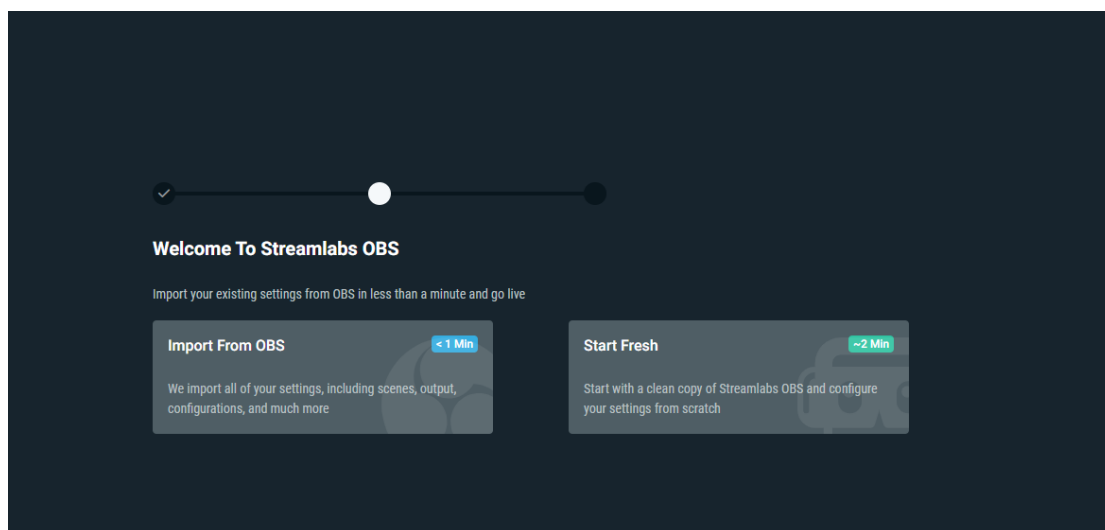 Welcome To Streamlabs OBS
Import your existing settings from OBS in less than a minute and go live
Import From OBS
< 1 Min
We import all of your settings, including scenes, output,
configurations, and much more
Start Fresh
~2 Min
Start with a clean copy of Streamlabs OBS and configure
your settings from scratch